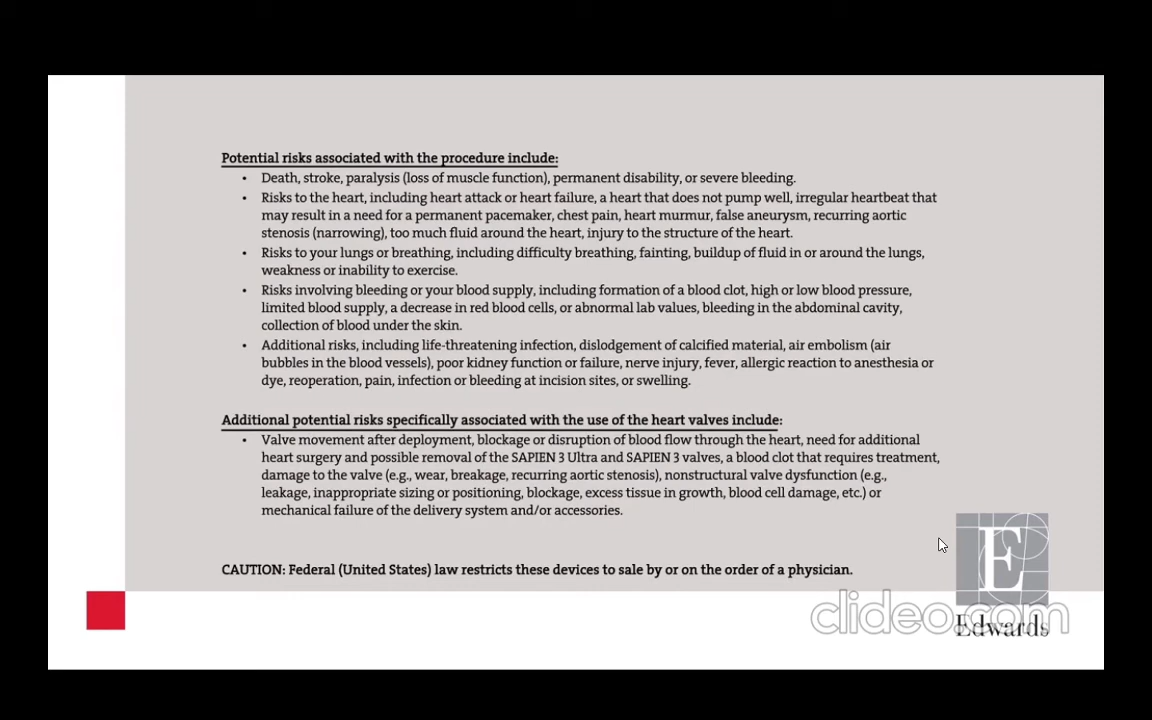 Potential risks associated with the procedure include:
• Death, stroke, paralysis (loss of muscle function), permanent disability, or severe bleeding.
• Risks to the heart, including heart attack or heart failure, a heart that does not pump well, irregular heartbeat that
may result in a need for a permanent pacemaker, chest pain, heart murmur, false aneurysm, recurring aortic
stenosis (narrowing), too much fluid around the heart, injury to the structure of the heart.
• Risks to your lungs or breathing, including difficulty breathing, fainting, buildup of fluid in or around the lungs,
weakness or inability to exercise.
• Risks involving bleeding or your blood supply, including formation of a blood clot, high or low blood pressure,
limited blood supply, a decrease in red blood cells, or abnormal lab values, bleeding in the abdominal cavity,
collection of blood under the skin.
• Additional risks, including life-threatening infection, dislodgement of calcified material, air embolism (air
bubbles in the blood vessels), poor kidney function or failure, nerve injury, fever, allergic reaction to anesthesia or
dye, reoperation, pain, infection or bleeding at incision sites, or swelling.
Additional potential risks specifically associated with the use of the heart valves include:
• Valve movement after deployment, blockage or disruption of blood flow through the heart, need for additional
heart surgery and possible removal of the SAPIEN 3 Ultra and SAPIEN 3 valves, a blood clot that requires treatment,
damage to the valve (e.g., wear, breakage, recurring aortic stenosis), nonstructural valve dysfunction (e.g.,
leakage, inappropriate sizing or positioning, blockage, excess tissue in growth, blood cell damage, etc.) or
mechanical failure of the delivery system and/or accessories.
CAUTION: Federal (United States) law restricts these devices to sale by or on the order of a physician.
E
clideo.com
Edwards